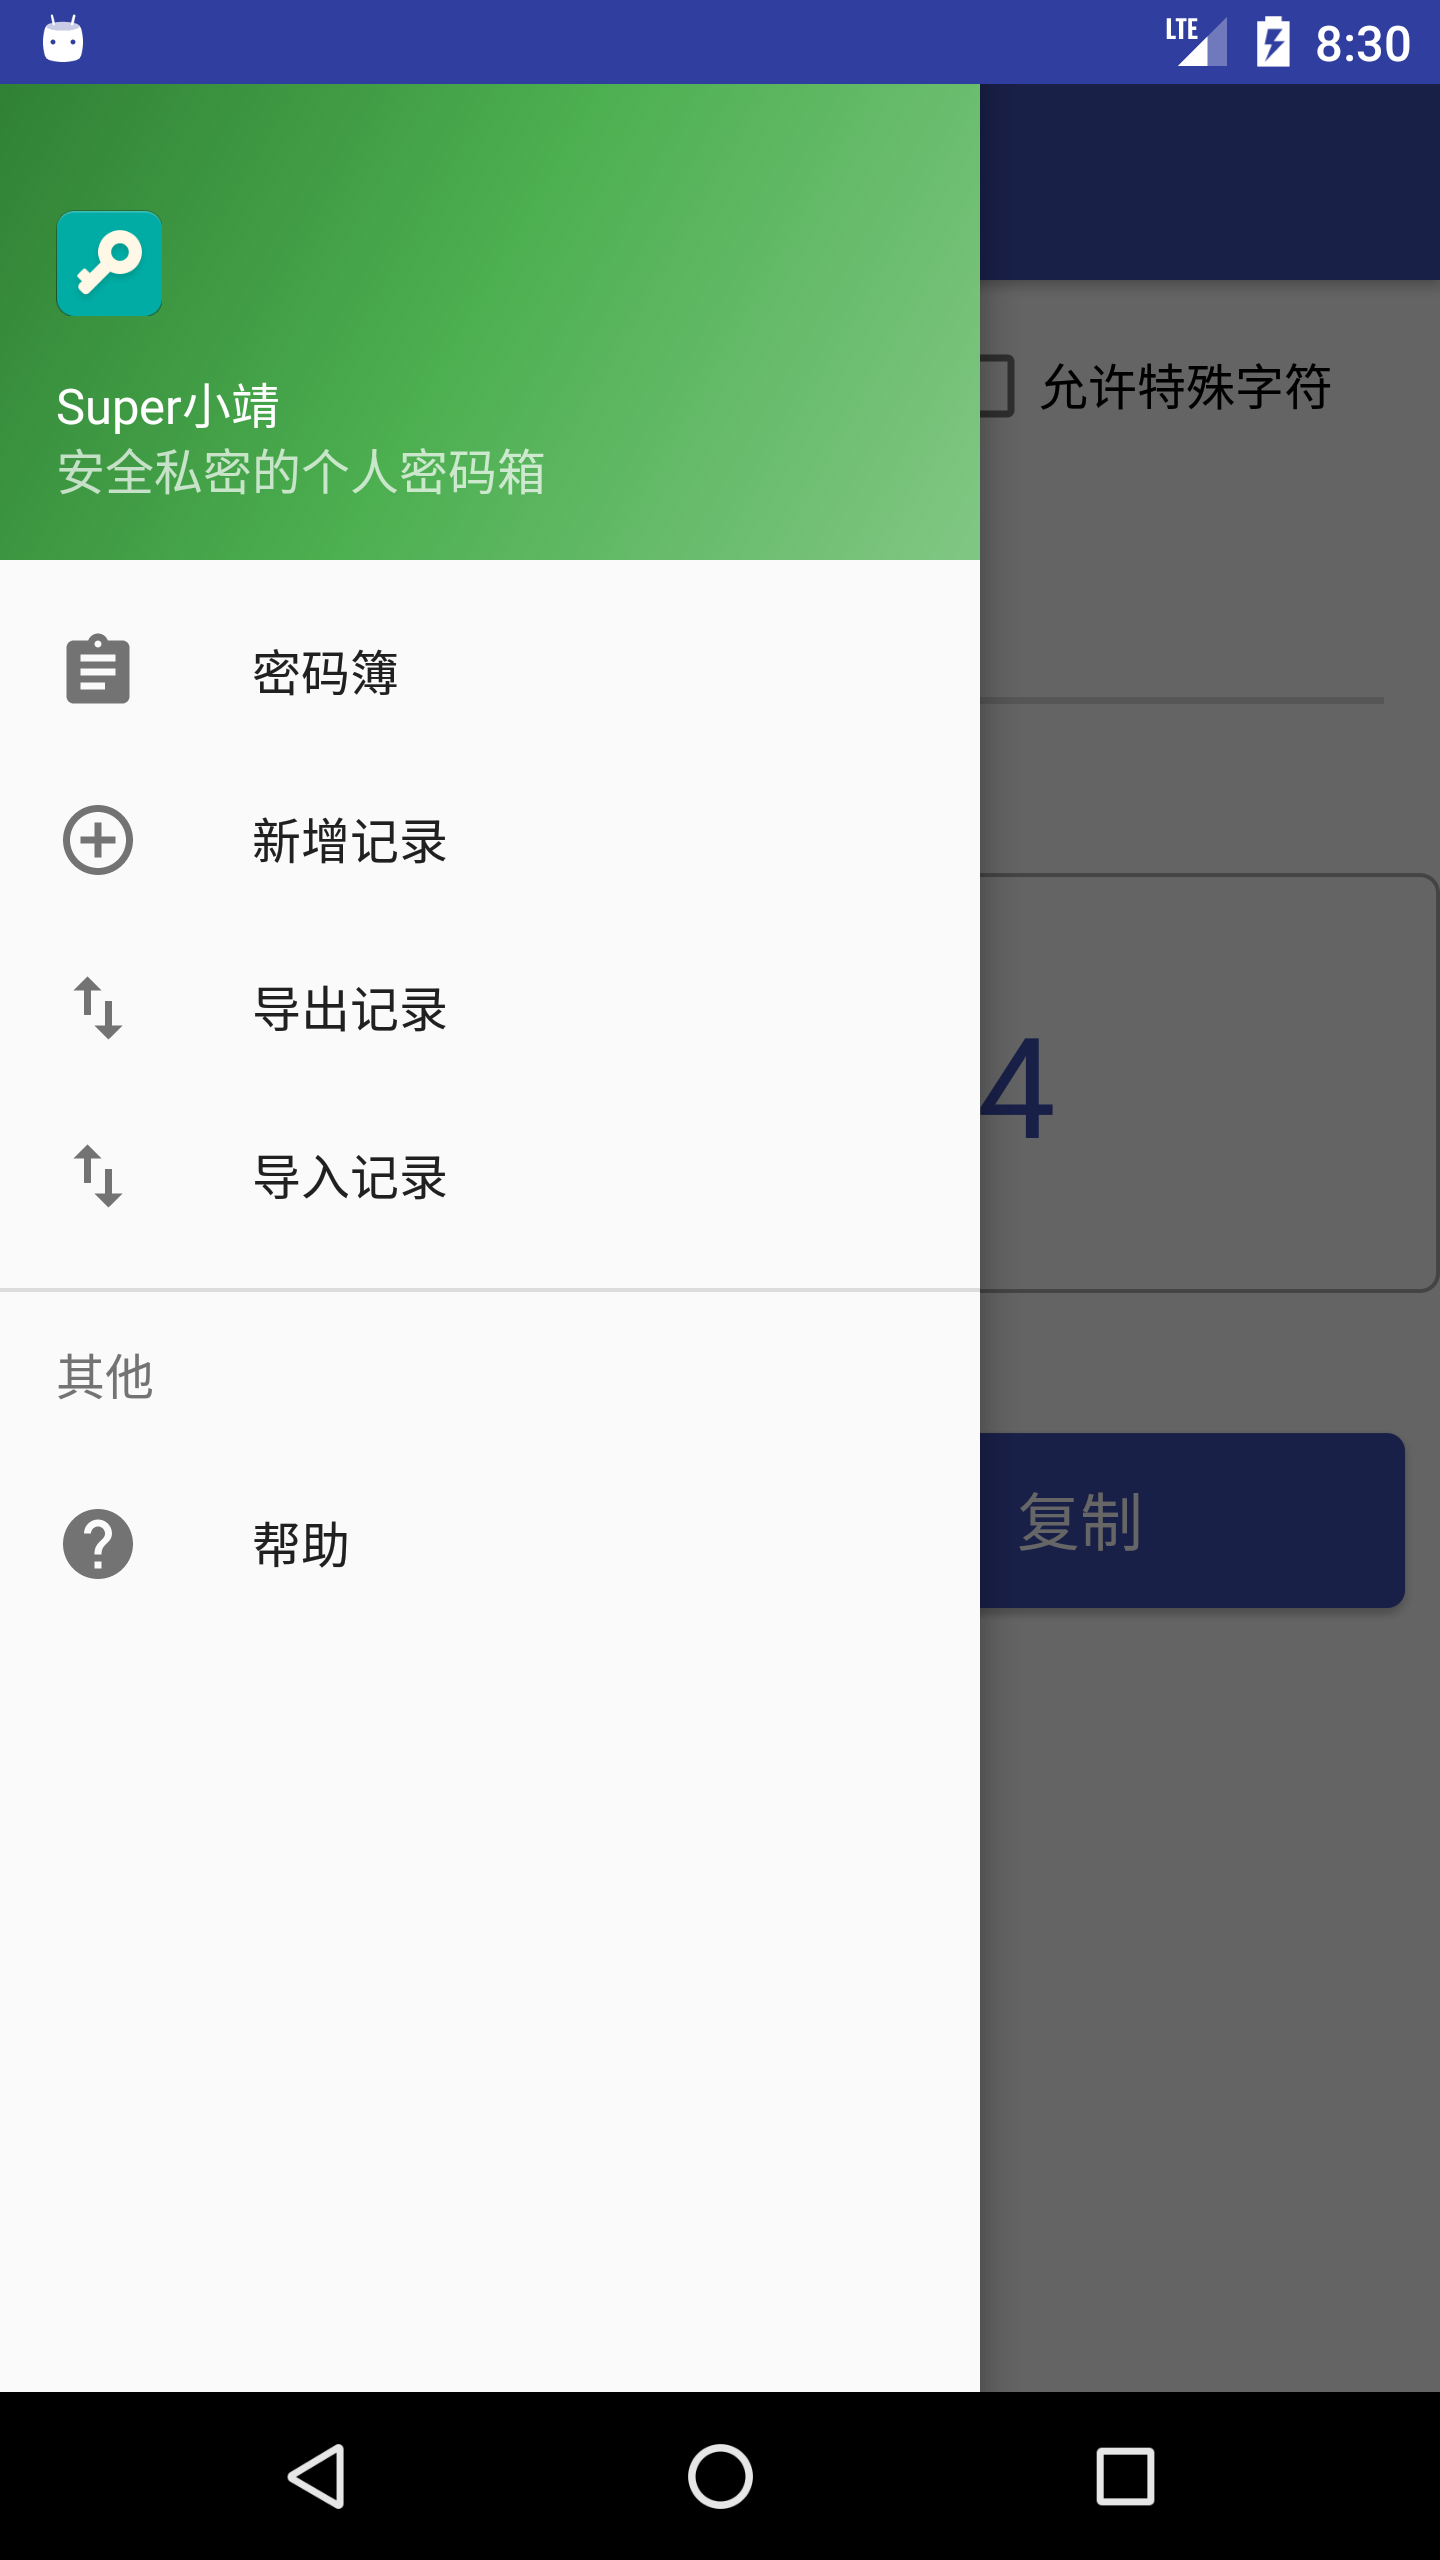 LTE 8:30
Super小靖
安全私密的个人密码箱
允许特殊字符
密码簿
新增记录
导出记录
4
导入记录
其他
复制
帮助